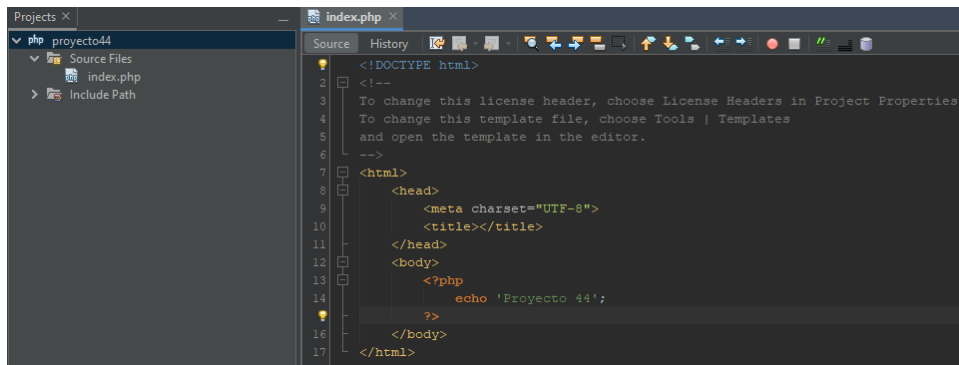 Projects
index.php
php proyecto44
Source Files
index.php
Include Path
Source History
<!DOCTYPE html>
2 <!--
3 To change this license header, choose License Headers in Project Properties
4 To change this template file, choose Tools | Templates
5 and open the template in the editor.
6 -->
7 <html>
8 <head>
9 <meta charset="UTF-8">
10 <title></title>
11 </head>
12 <body>
13 <?php
14 echo 'Proyecto 44';
?>
16 </body>
17 </html>